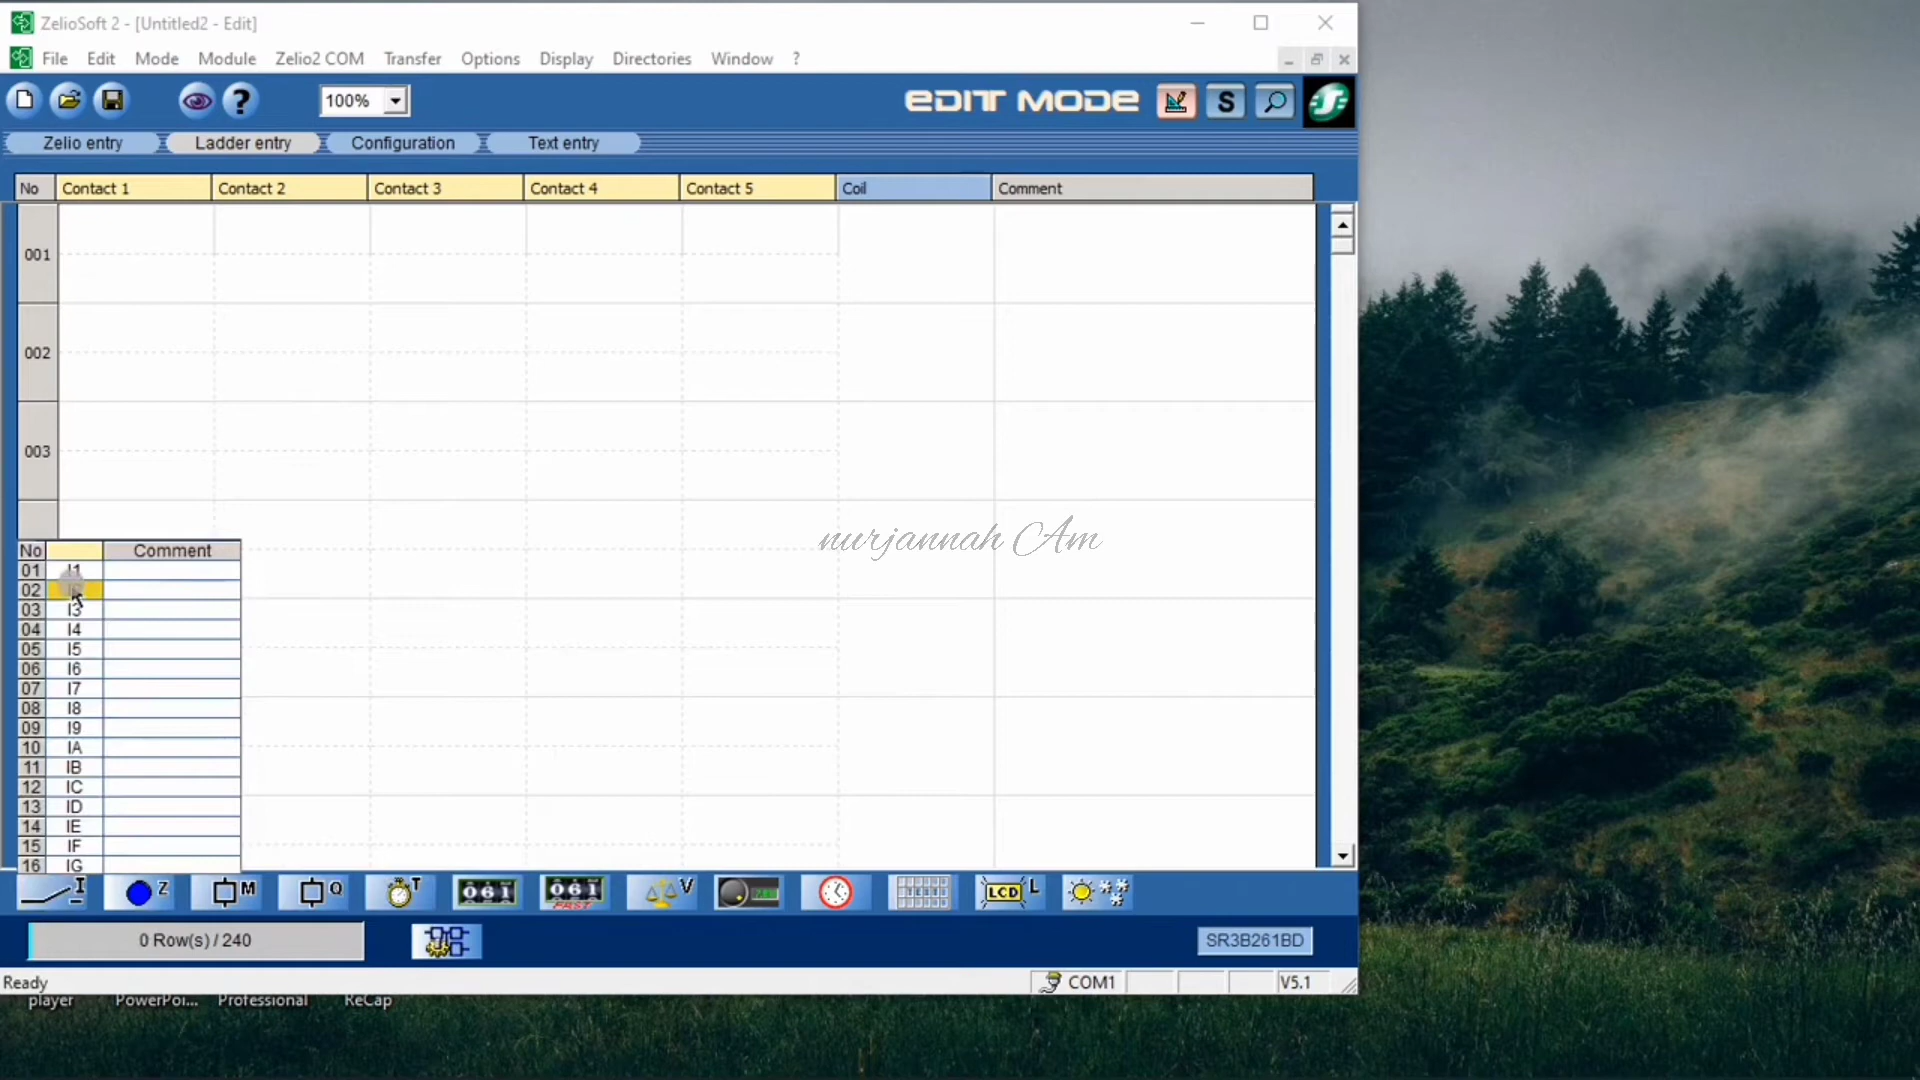 ZelioSoft 2 - [Untitled2 - Edit]
File Edit Mode Module Zelio2 COM Transfer Options Display Directories Window ?
100% EDIT MODE S
Zelio entry Ladder entry Configuration Text entry
No Contact 1 Contact 2 Contact 3 Contact 4 Contact 5 Coil Comment
001
002
003
nurjannah Am
No Comment
01 I1
02
03 I3
04 I4
05 I5
06 I6
07 I7
08 I8
09 I9
10 IA
11 IB
12 IC
13 ID
14 IE
15 IF
16 IG
I Z M Q T 061 061 FAST V LCD L
0 Row(s) / 240 SR3B261BD
Ready COM1 V5.1
player PowerPoi... Professional ReCap